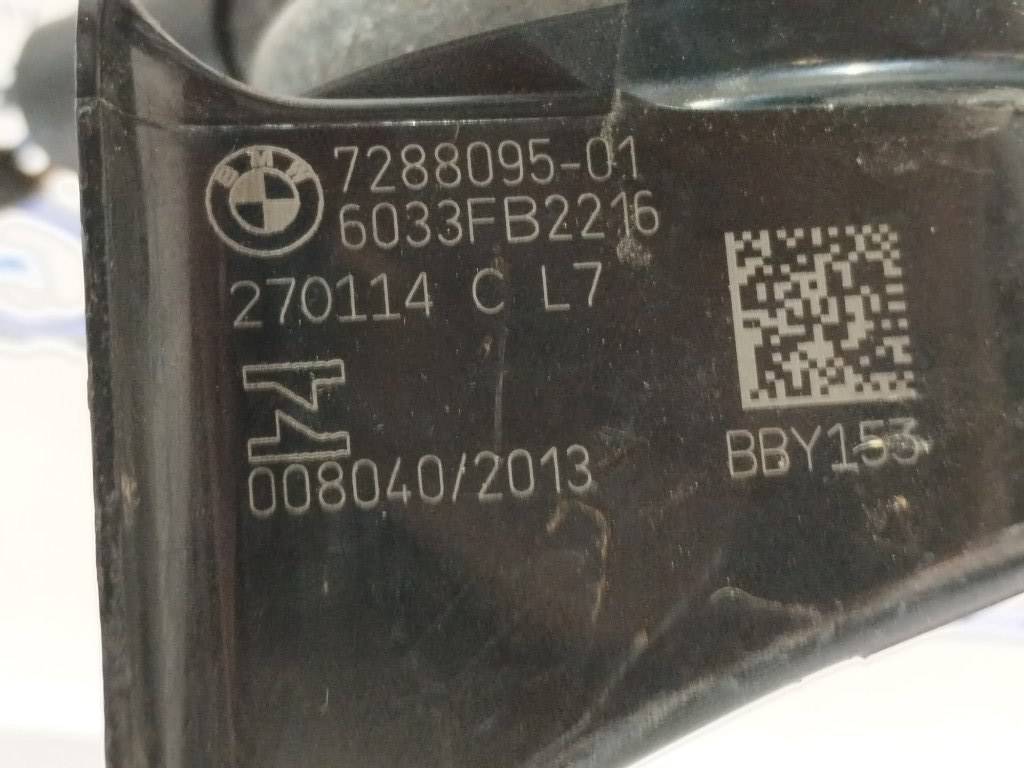 BMW
7288095-01
6033FB2216
270114 C L7
008040/2013
BBY153